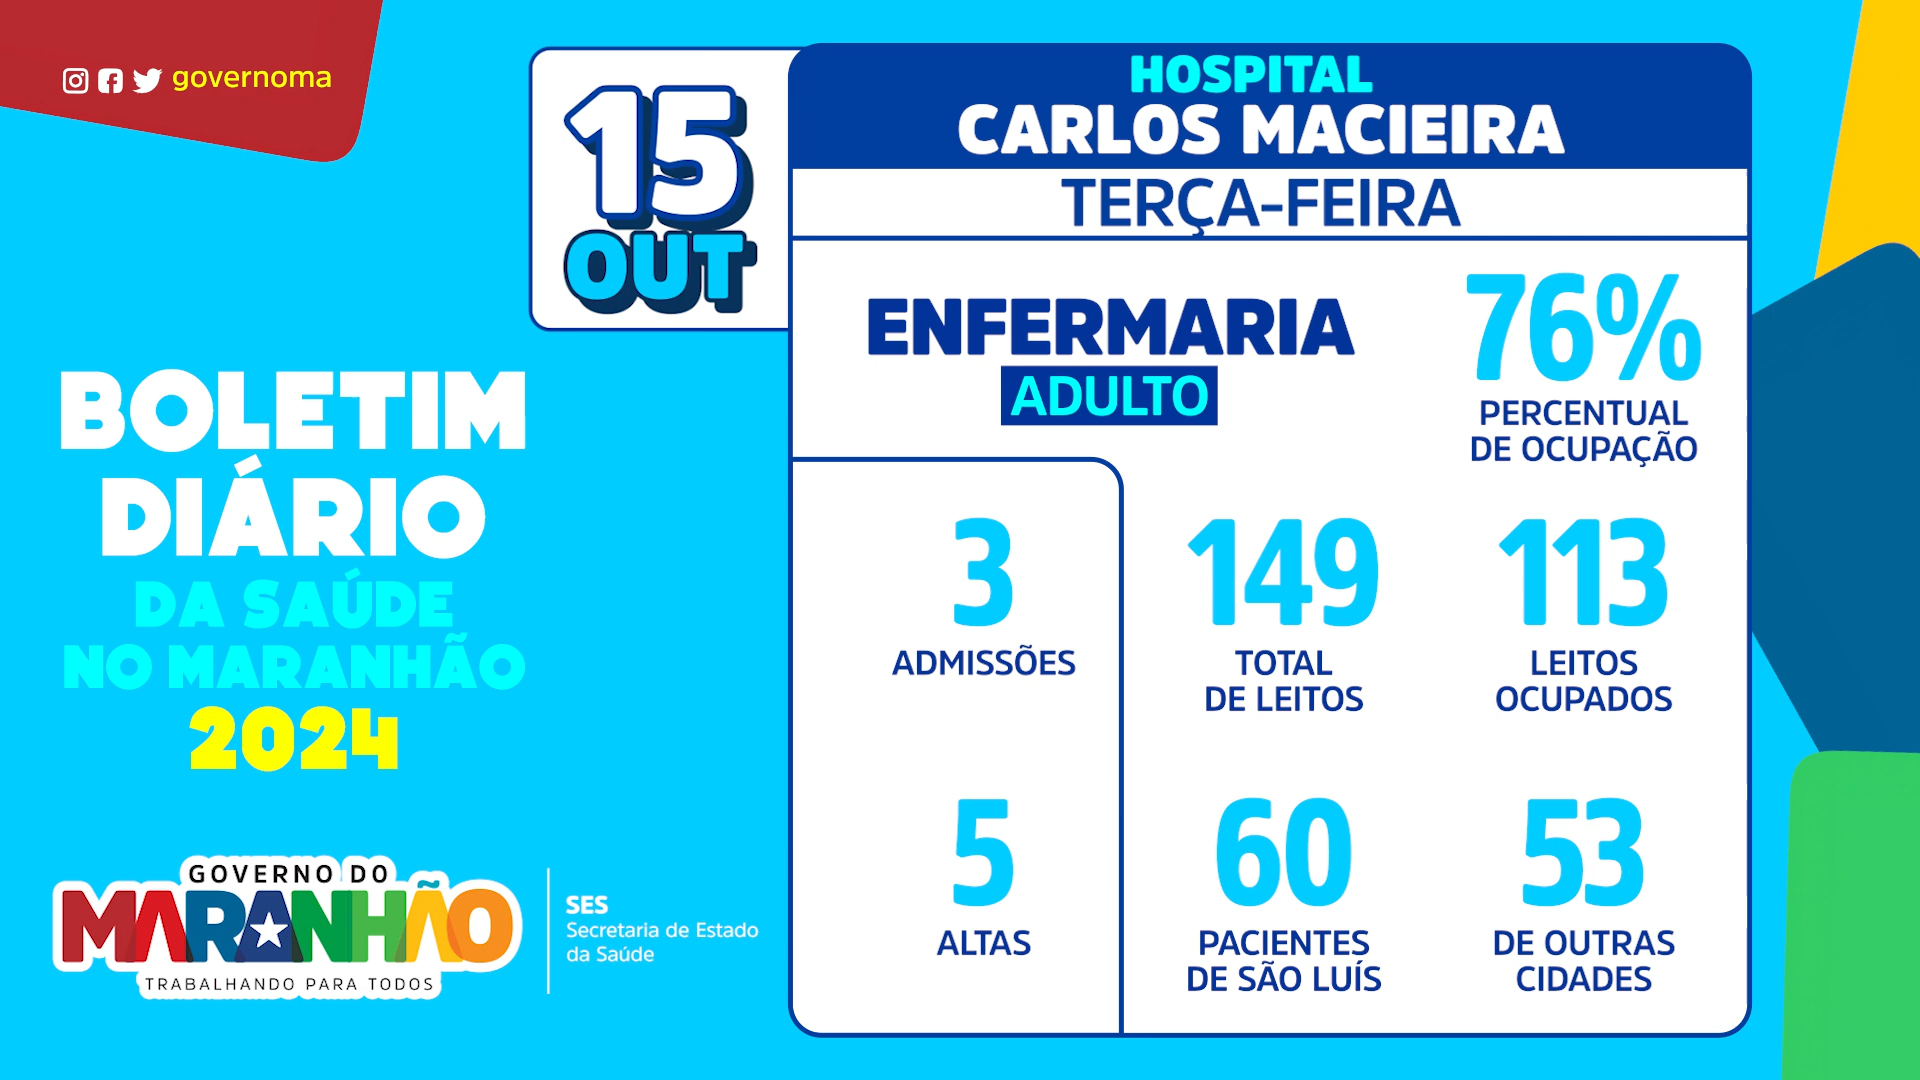 governoma
15
OUT
HOSPITAL
CARLOS MACIEIRA
TERÇA-FEIRA
ENFERMARIA
ADULTO
76%
PERCENTUAL
DE OCUPAÇÃO
BOLETIM
DIÁRIO
DA SAÚDE
NO MARANHÃO
2024
3
ADMISSÕES
149
TOTAL
DE LEITOS
113
LEITOS
OCUPADOS
5
ALTAS
60
PACIENTES
DE SÃO LUÍS
53
DE OUTRAS
CIDADES
GOVERNO DO
MARANHÃO
TRABALHANDO PARA TODOS
SES
Secretaria de Estado
da Saúde